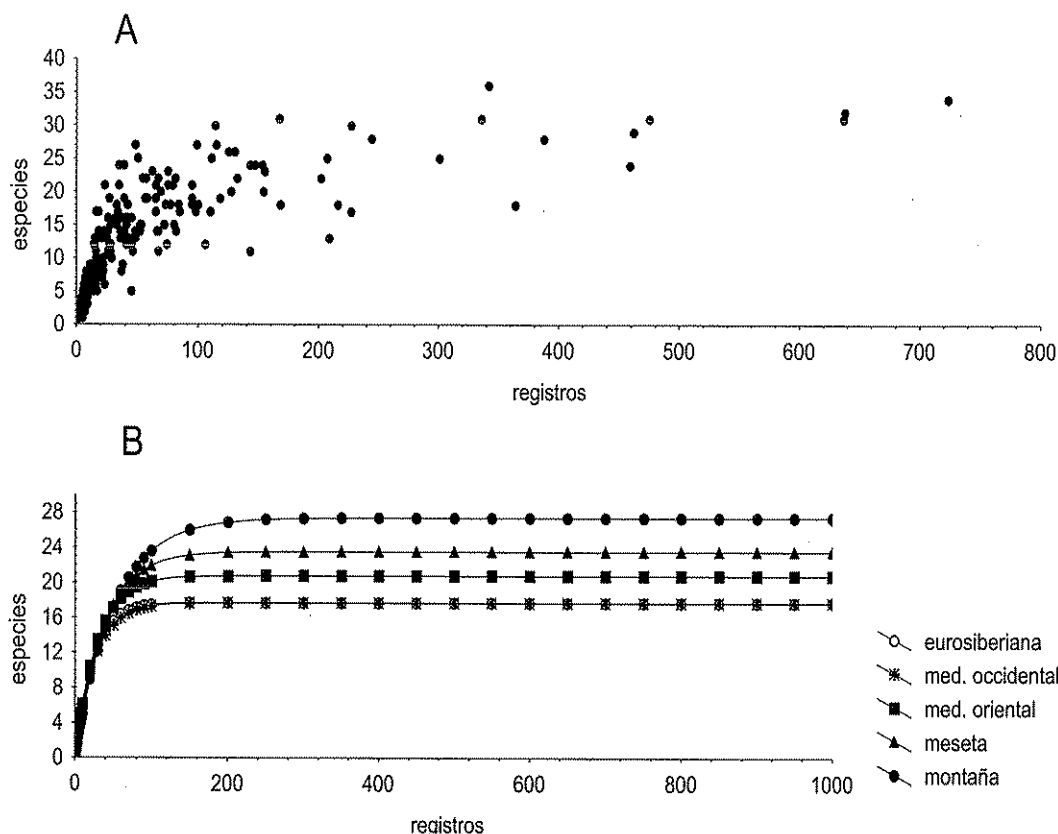 A
40
35
30
25
20
15
10
5
0
especies
0 100 200 300 400 500 600 700 800
registros
B
28
24
20
16
12
8
4
0
especies
0 200 400 600 800 1000
registros
eurosiberiana
med. occidental
med. oriental
meseta
montaña